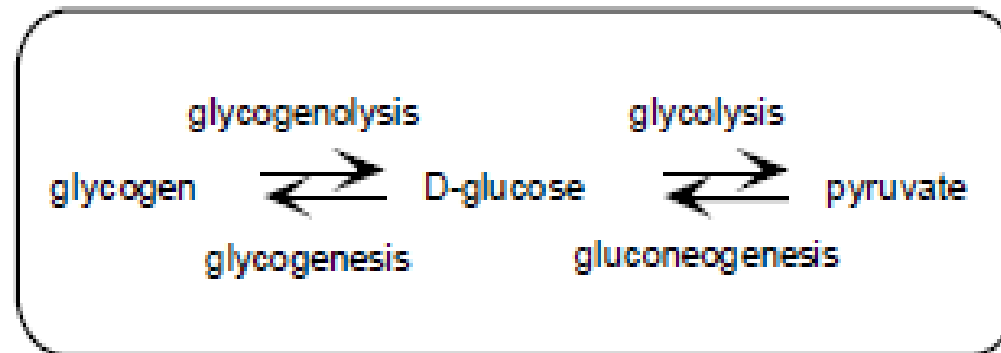 glycogenolysis glycolysis
glycogen D-glucose pyruvate
glycogenesis gluconeogenesis